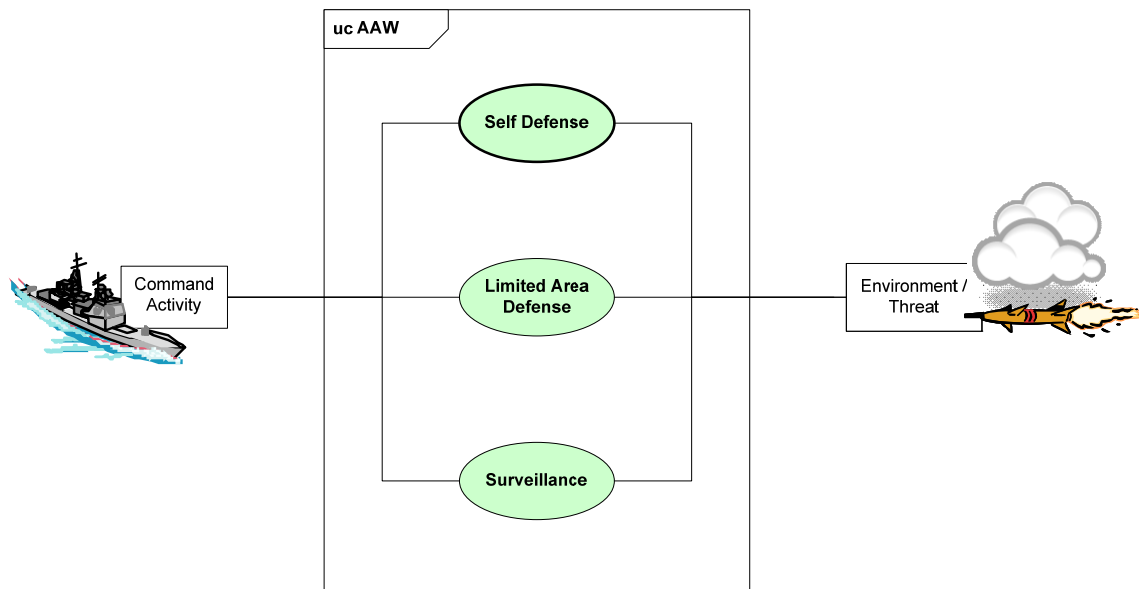 uc AAW
Self Defense
Command
Activity
Limited Area
Defense
Environment /
Threat
Surveillance